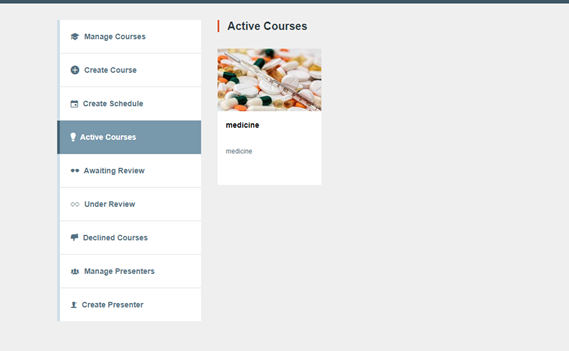 Manage Courses
Create Course
Create Schedule
Active Courses
Awaiting Review
Under Review
Declined Courses
Manage Presenters
Create Presenter
Active Courses
medicine
medicine